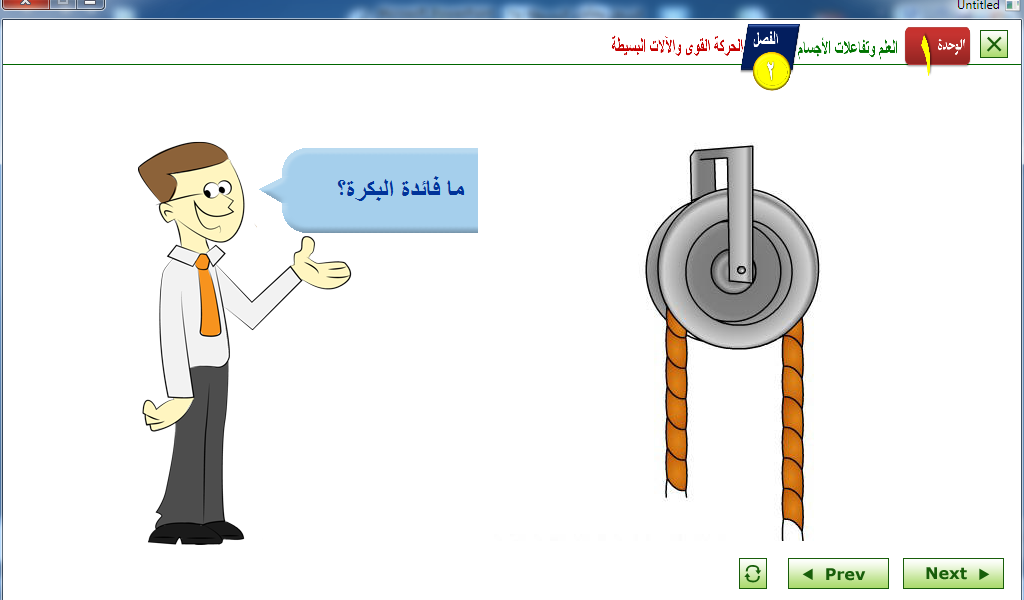 Untitled
الوحدة
١
العلم وتفاعلات الأجسام
الفصل
٢
الحركة القوى والآلات البسيطة
ما فائدة البكرة؟
Prev
Next